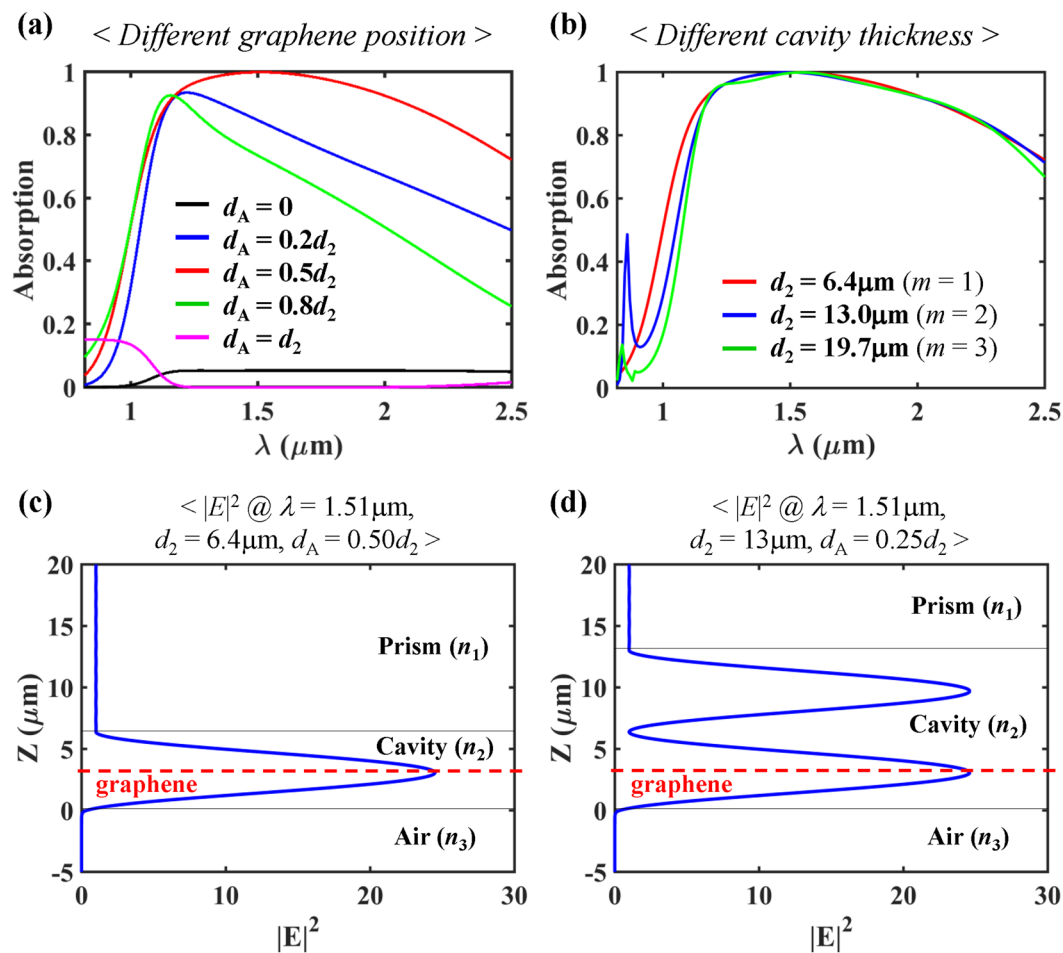 (a)
< Different graphene position >
1
0.8
0.6
0.4
0.2
0
Absorption
d_A = 0
d_A = 0.2d_2
d_A = 0.5d_2
d_A = 0.8d_2
d_A = d_2
1 1.5 2 2.5
λ (μm)
(b)
< Different cavity thickness >
1
0.8
0.6
0.4
0.2
0
Absorption
d_2 = 6.4μm (m = 1)
d_2 = 13.0μm (m = 2)
d_2 = 19.7μm (m = 3)
1 1.5 2 2.5
λ (μm)
(c)
< |E|² @ λ = 1.51μm,
d_2 = 6.4μm, d_A = 0.50d_2 >
20
15
10
5
0
-5
Z (μm)
Prism (n_1)
Cavity (n_2)
graphene
Air (n_3)
0 10 20 30
|E|²
(d)
< |E|² @ λ = 1.51μm,
d_2 = 13μm, d_A = 0.25d_2 >
20
15
10
5
0
-5
Z (μm)
Prism (n_1)
Cavity (n_2)
graphene
Air (n_3)
0 10 20 30
|E|²